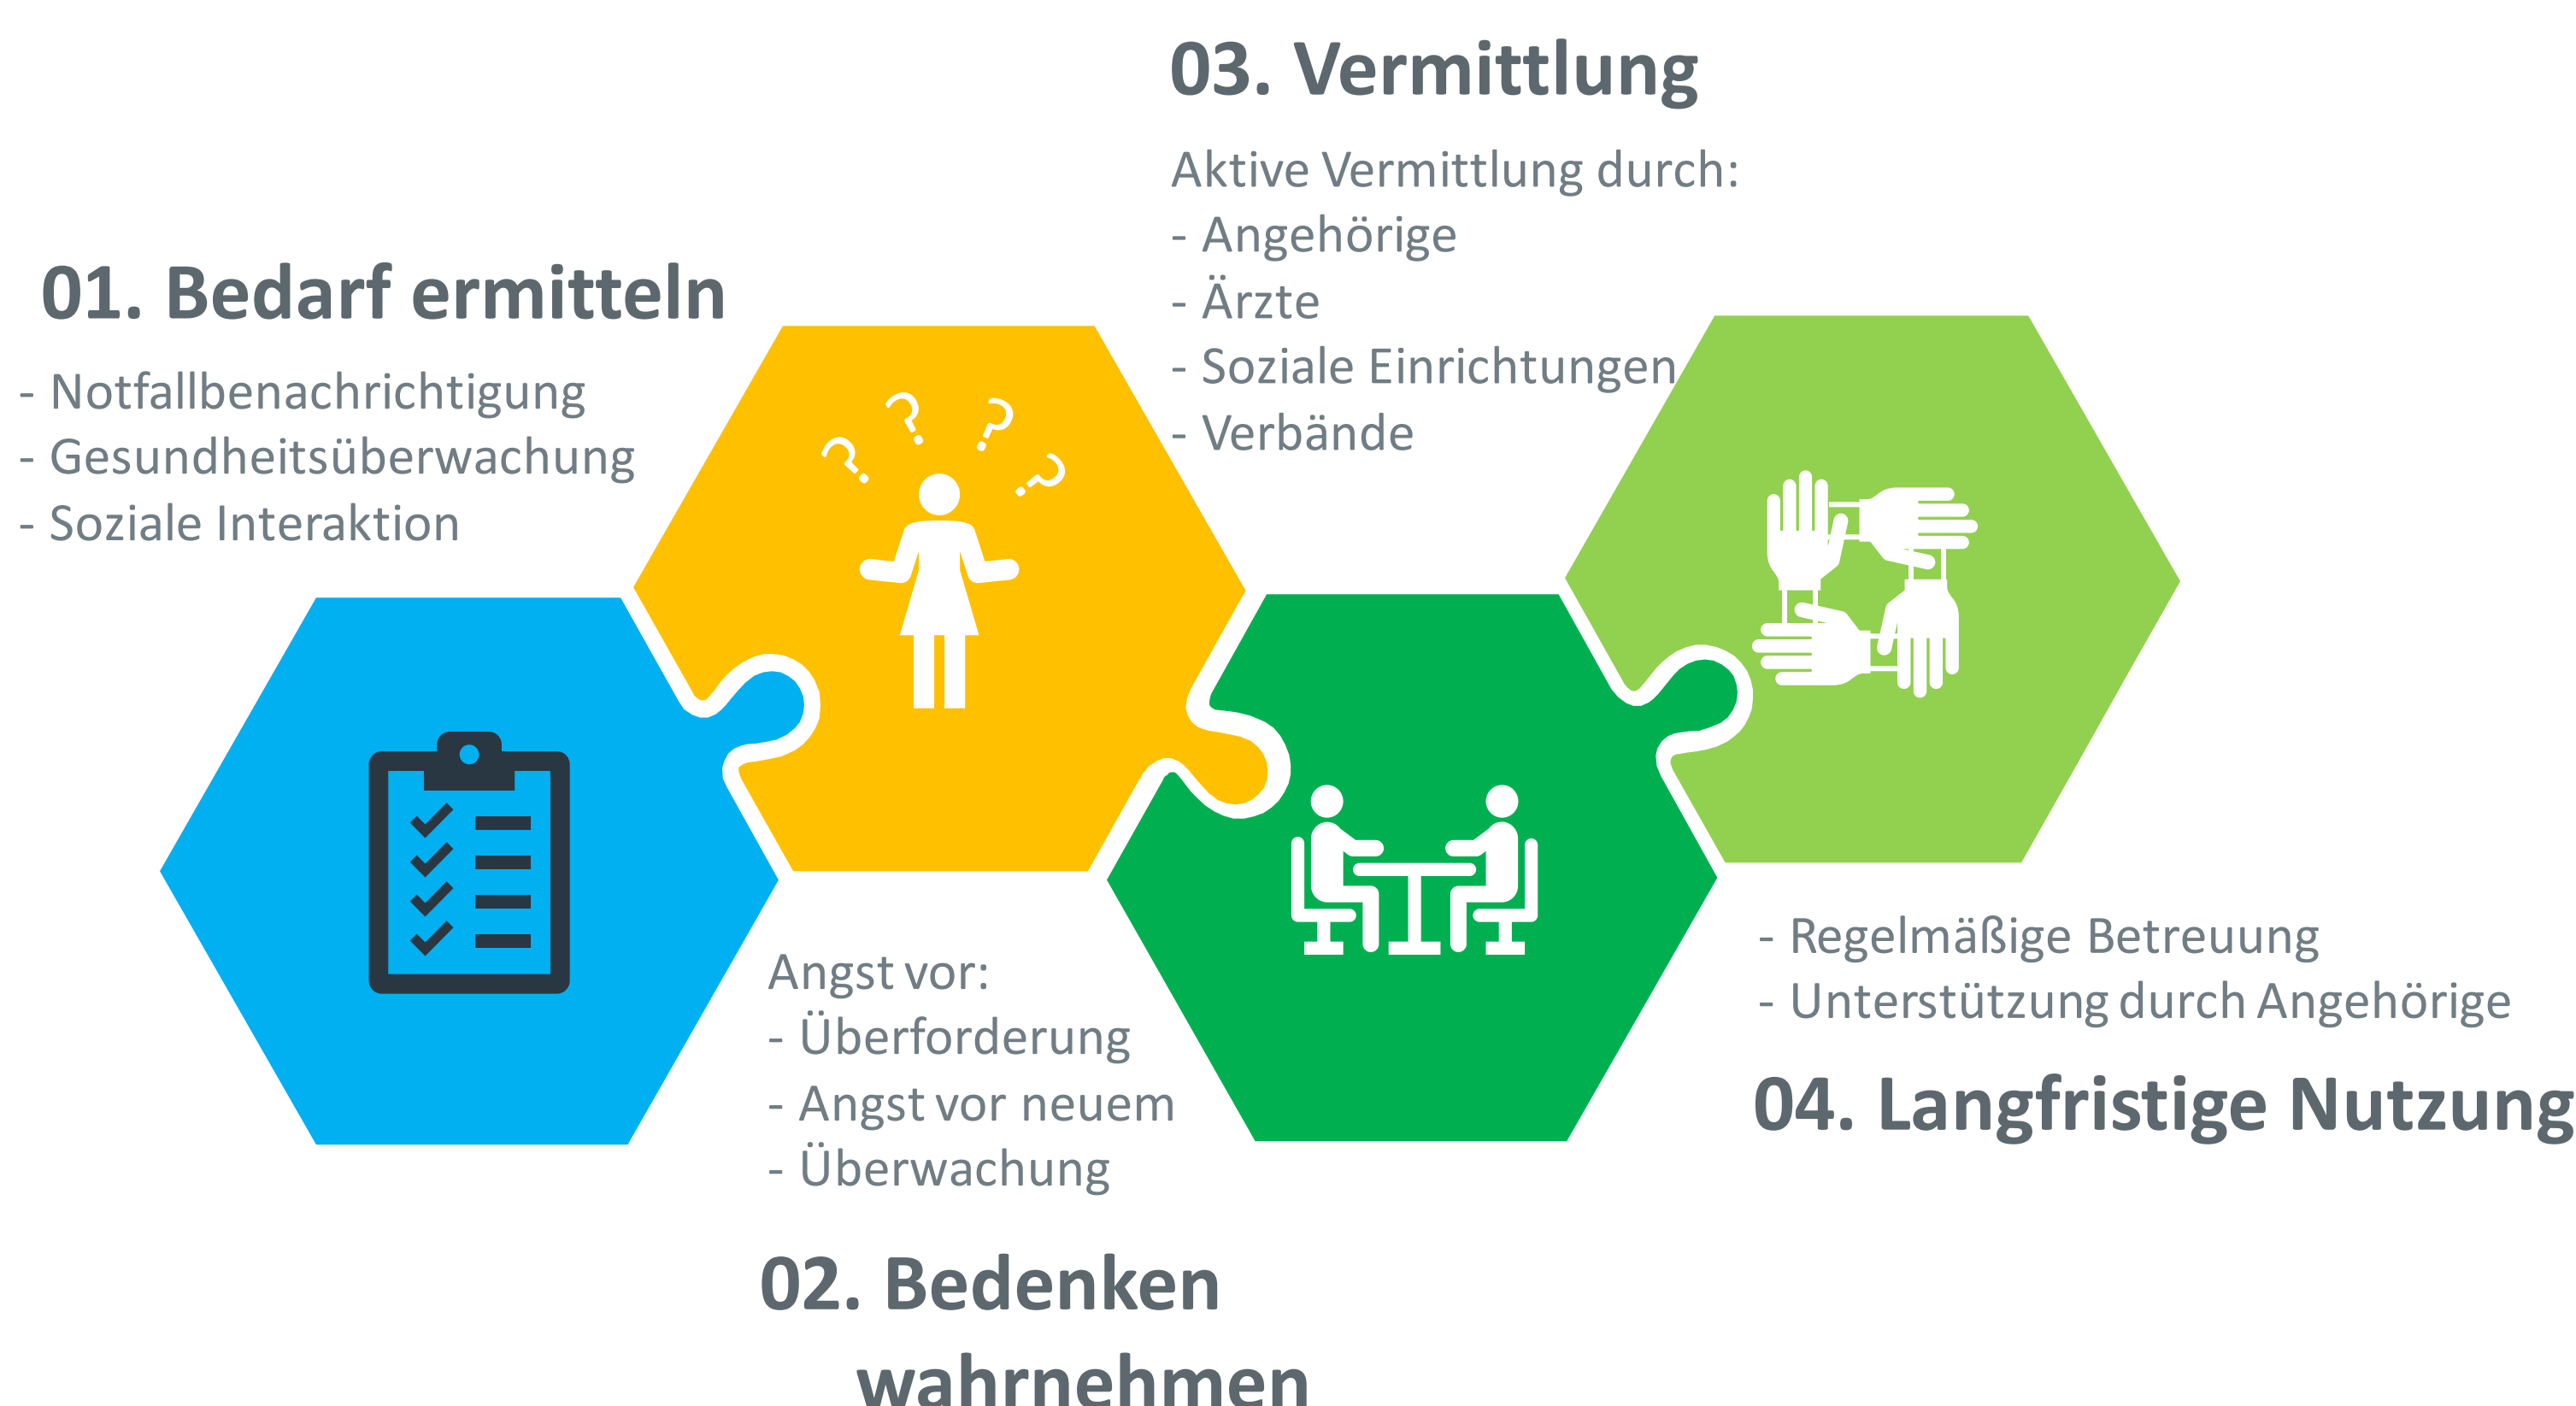 01. Bedarf ermitteln
- Notfallbenachrichtigung
- Gesundheitsüberwachung
- Soziale Interaktion
Angst vor:
- Überforderung
- Angst vor neuem
- Überwachung
02. Bedenken
wahrnehmen
03. Vermittlung
Aktive Vermittlung durch:
- Angehörige
- Ärzte
- Soziale Einrichtungen
- Verbände
- Regelmäßige Betreuung
- Unterstützung durch Angehörige
04. Langfristige Nutzung
? ? ? ?